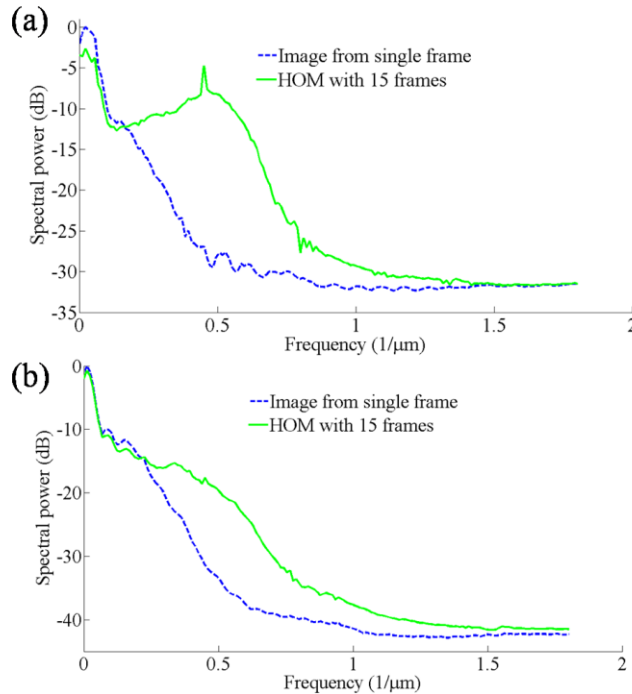 (a)
0
-5
-10
-15
-20
-25
-30
-35
Spectral power (dB)
Image from single frame
HOM with 15 frames
0
0.5
1
1.5
2
Frequency (1/μm)
(b)
0
-10
-20
-30
-40
Spectral power (dB)
Image from single frame
HOM with 15 frames
0
0.5
1
1.5
2
Frequency (1/μm)